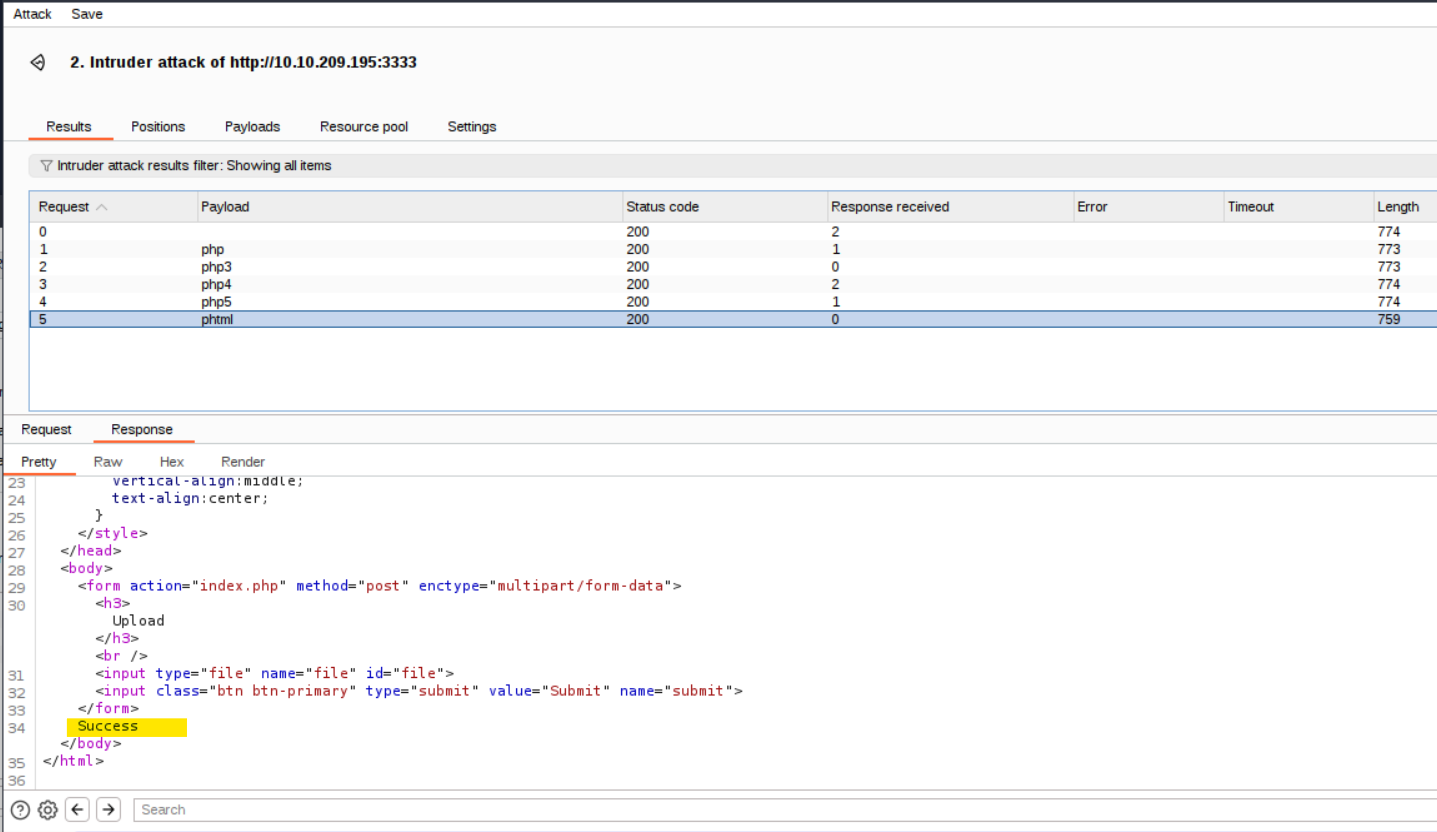 Attack Save
2. Intruder attack of http://10.10.209.195:3333
Results Positions Payloads Resource pool Settings
Intruder attack results filter: Showing all items
Request Payload Status code Response received Error Timeout Length
0 200 2 774
1 php 200 1 773
2 php3 200 0 773
3 php4 200 2 774
4 php5 200 1 774
5 phtml 200 0 759
Request Response
Pretty Raw Hex Render
23 vertical-align:middle;
24 text-align:center;
25 }
26 </style>
27 </head>
28 <body>
29 <form action="index.php" method="post" enctype="multipart/form-data">
30 <h3>
Upload
</h3>
<br />
31 <input type="file" name="file" id="file">
32 <input class="btn btn-primary" type="submit" value="Submit" name="submit">
33 </form>
34 Success
</body>
35 </html>
36
Search